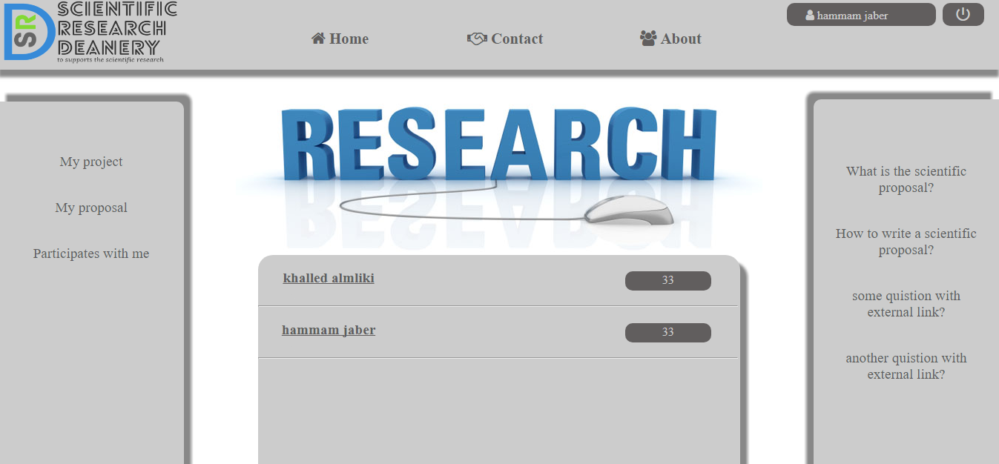 SR
SCIENTIFIC
RESEARCH
DEANERY
to supports the scientific research
Home
Contact
About
hammam jaber
My project
My proposal
Participates with me
RESEARCH
khalled almliki
33
hammam jaber
33
What is the scientific
proposal?
How to write a scientific
proposal?
some quistion with
external link?
another quistion with
external link?